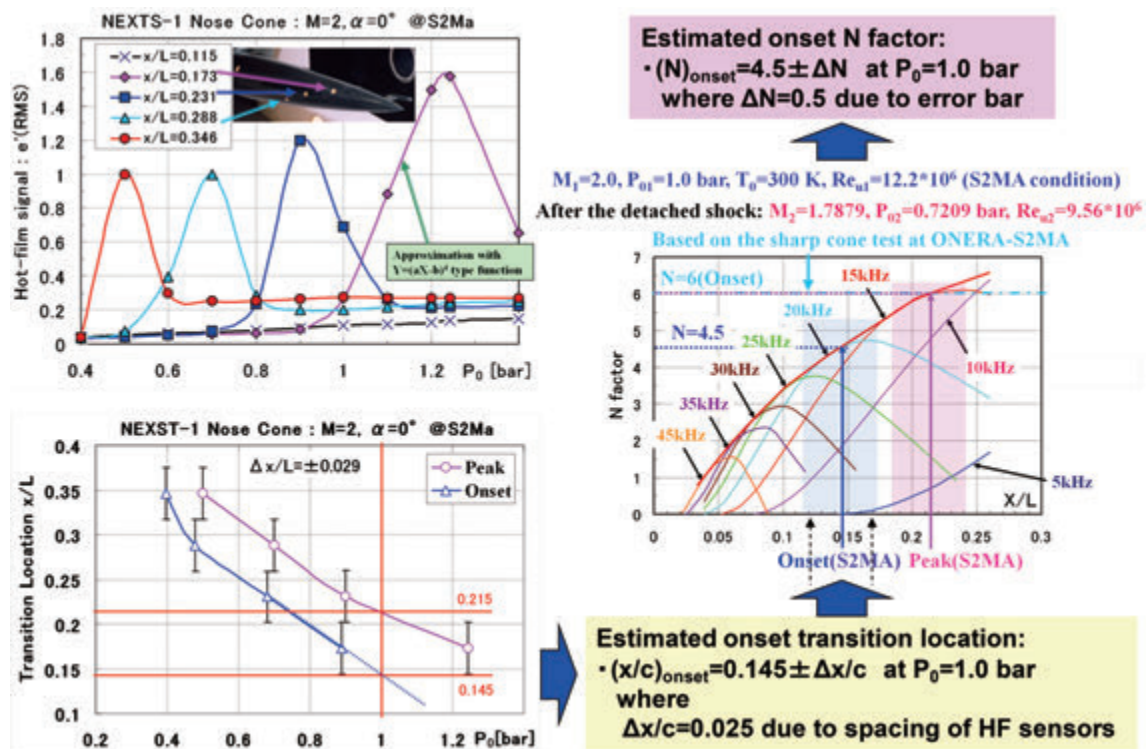 NEXTS-1 Nose Cone : M=2, α=0° @S2Ma
Hot-film signal : e'(RMS)
1.8
1.6
1.4
1.2
1
0.8
0.6
0.4
0.2
0
x/L=0.115
x/L=0.173
x/L=0.231
x/L=0.288
x/L=0.346
Approximation with
Y=(aX-b)⁴ type function
0.4
0.6
0.8
1
1.2
P₀ [bar]
NEXST-1 Nose Cone : M=2, α=0° @S2Ma
Transition Location x/L
0.4
0.35
0.3
0.25
0.2
0.15
0.1
Δx/L=±0.029
Peak
Onset
0.215
0.145
0.2
0.4
0.6
0.8
1
1.2
P₀[bar]
Estimated onset N factor:
・(N)onset=4.5±ΔN at P₀=1.0 bar
where ΔN=0.5 due to error bar
M₁=2.0, P₀₁=1.0 bar, T₀=300 K, Reᵤ₁=12.2*10⁶ (S2MA condition)
After the detached shock: M₂=1.7879, P₀₂=0.7209 bar, Reᵤ₂=9.56*10⁶
Based on the sharp cone test at ONERA-S2MA
N factor
7
6
5
4
3
2
1
0
N=6(Onset)
N=4.5
15kHz
20kHz
25kHz
30kHz
35kHz
45kHz
10kHz
5kHz
X/L
0
0.05
0.1
0.15
0.2
0.25
0.3
Onset(S2MA)
Peak(S2MA)
Estimated onset transition location:
・(x/c)onset=0.145±Δx/c at P₀=1.0 bar
where
Δx/c=0.025 due to spacing of HF sensors